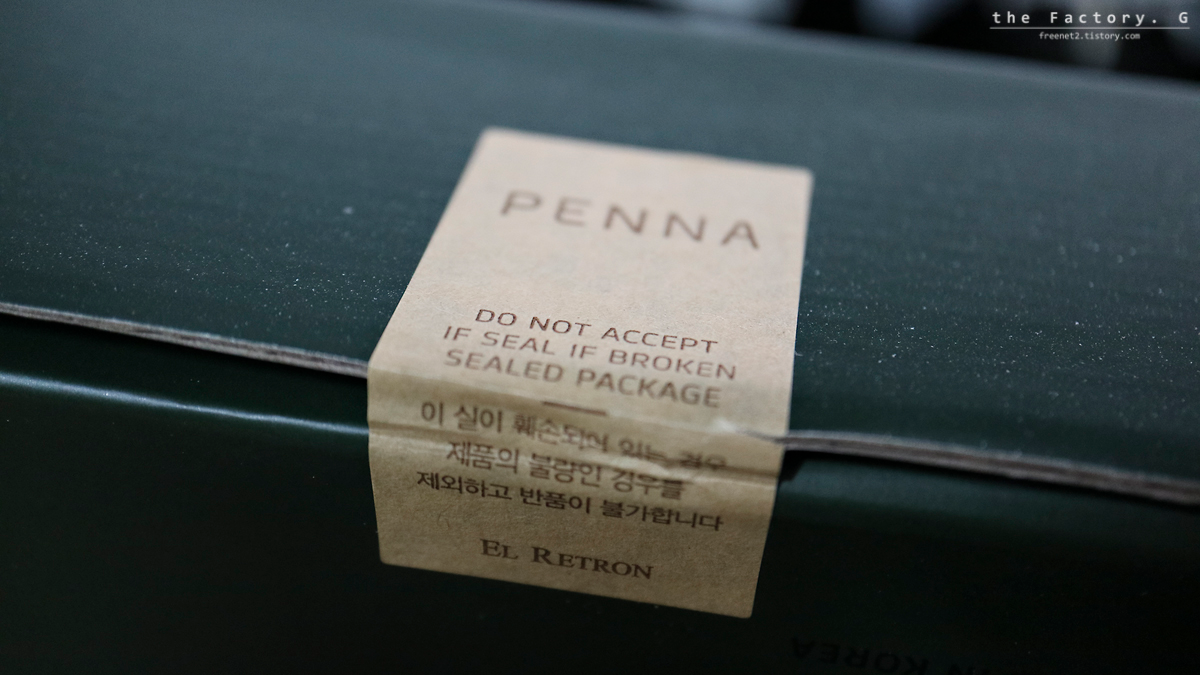 the Factory. G
freenet2.tistory.com
PENNA
DO NOT ACCEPT
IF SEAL IF BROKEN
SEALED PACKAGE
이 실이 훼손되어 있는 경우
제품의 불량인 경우를
제외하고 반품이 불가합니다
EL RETRON
IN KOREA